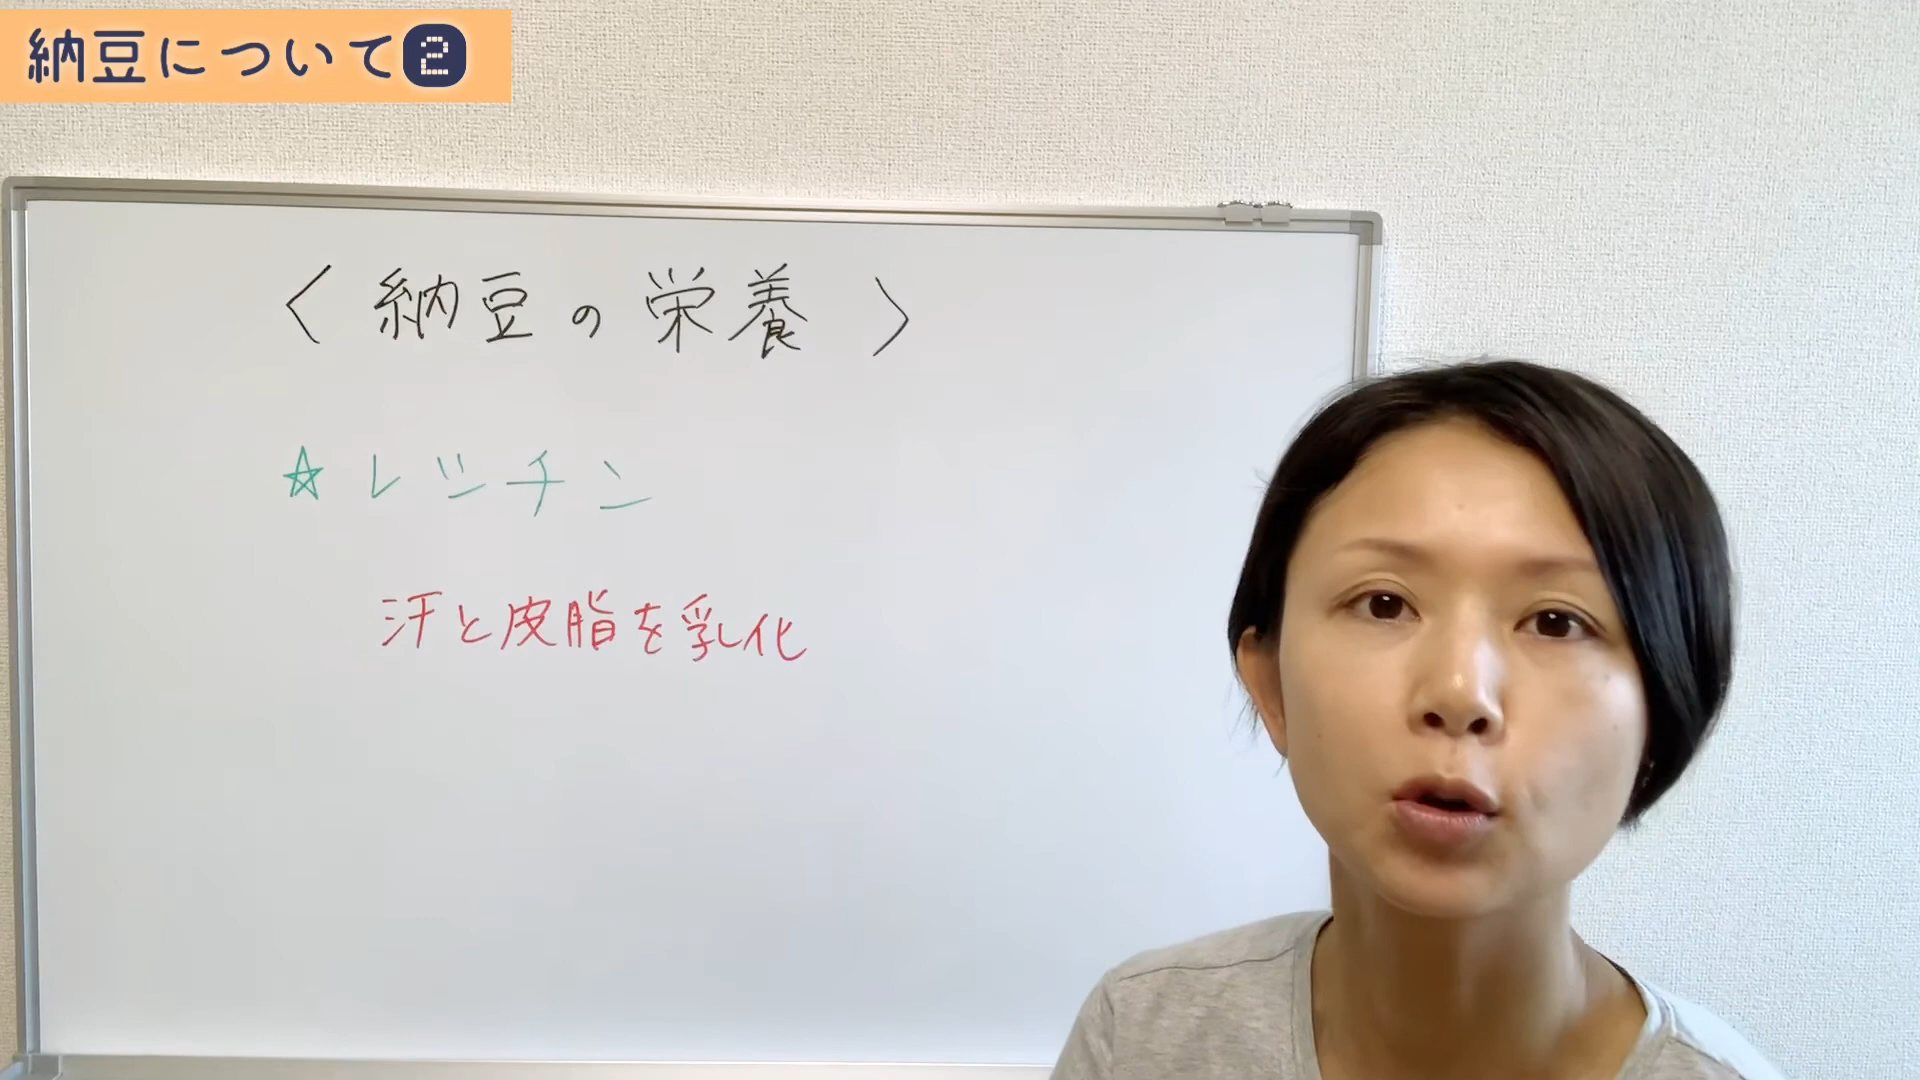 納豆について2
〈納豆の栄養〉
☆レシチン
汗と皮脂を乳化